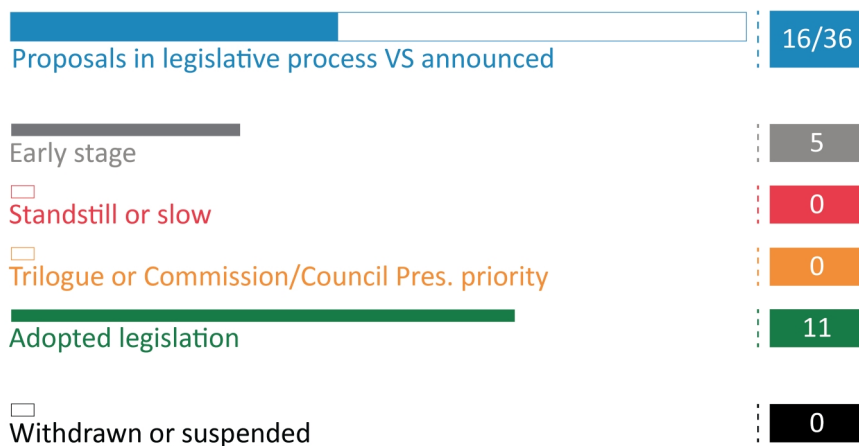 16/36
Proposals in legislative process VS announced
5
Early stage
0
Standstill or slow
0
Trilogue or Commission/Council Pres. priority
11
Adopted legislation
0
Withdrawn or suspended